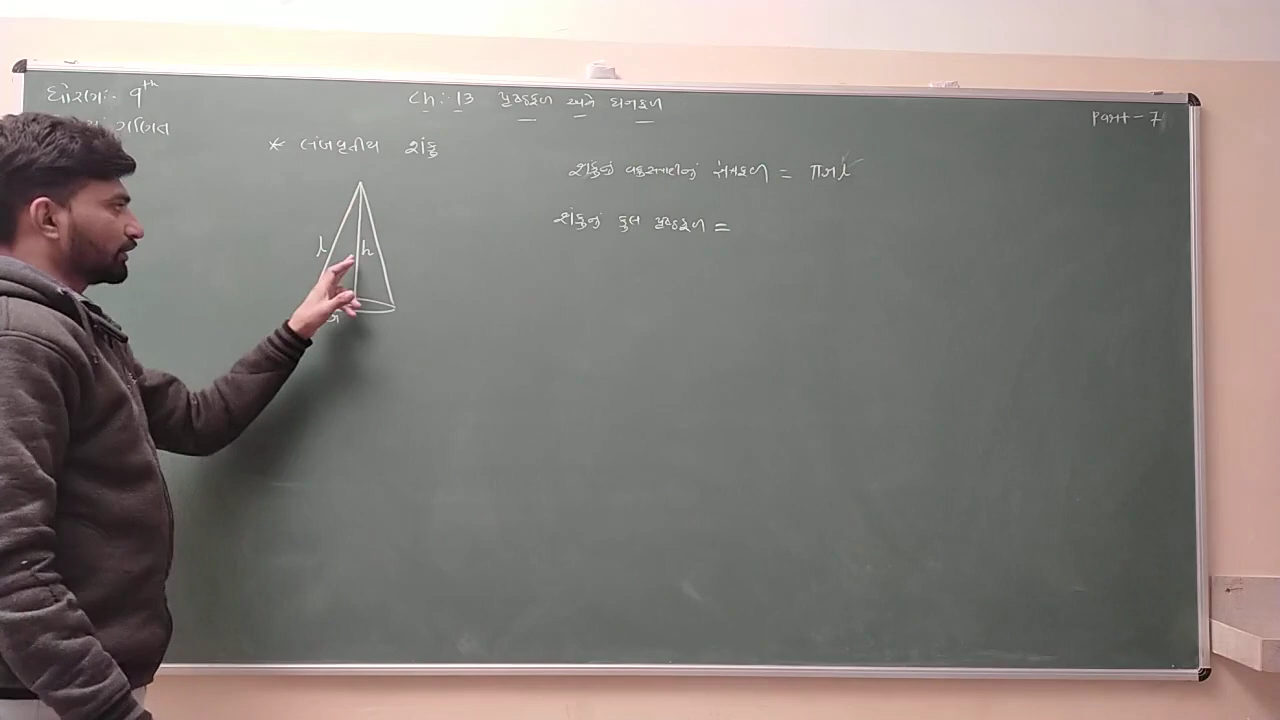 ધોરણ:- 9th
ગણિત
Ch:- 13 પૃષ્ઠફળ અને ઘનફળ
Part - 7
* લંબવૃતીય શંકુ
શંકુનું વક્રસપાટીનું ક્ષેત્રફળ = πrl
શંકુનું કુલ પૃષ્ઠફળ =
l
h
r